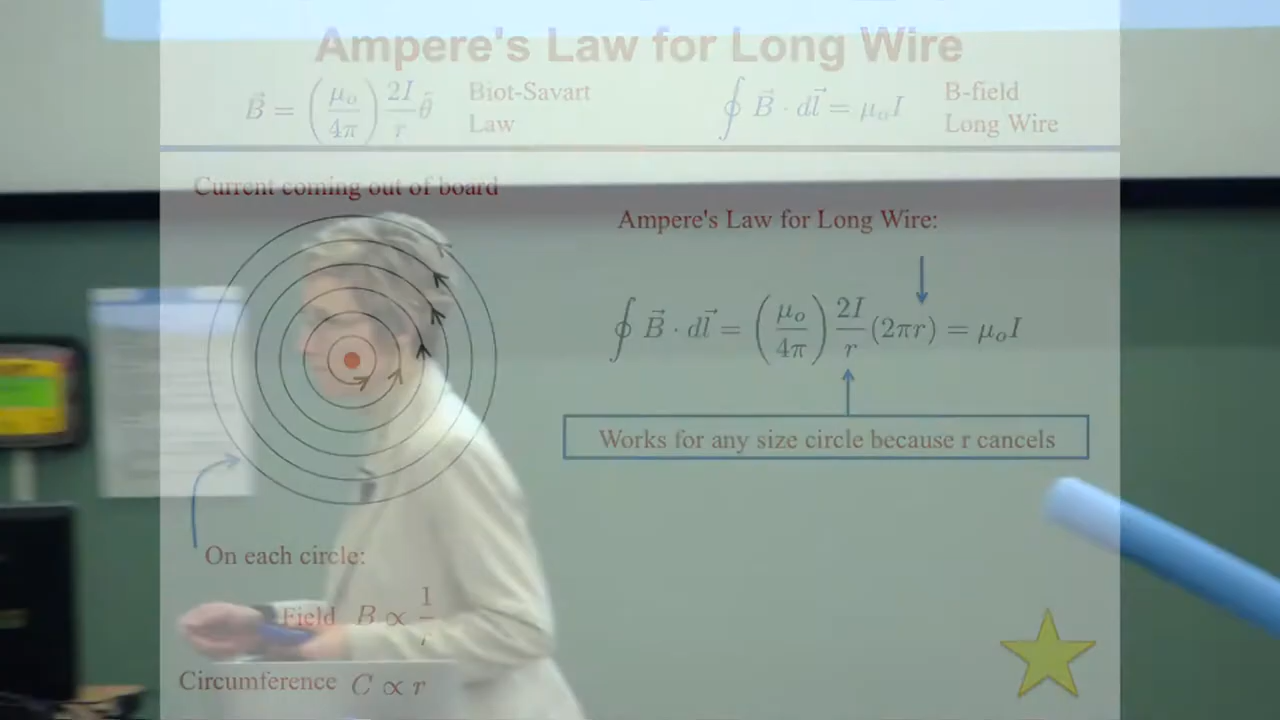 Ampere's Law for Long Wire
B⃗ = (μₒ/4π) 2I/r θ̂
Biot-Savart
Law
∮ B⃗ · dl⃗ = μₒI
B-field
Long Wire
Current coming out of board
Ampere's Law for Long Wire:
∮ B⃗ · dl⃗ = (μₒ/4π) 2I/r (2πr) = μₒI
Works for any size circle because r cancels
On each circle:
Field B ∝ 1/r
Circumference C ∝ r